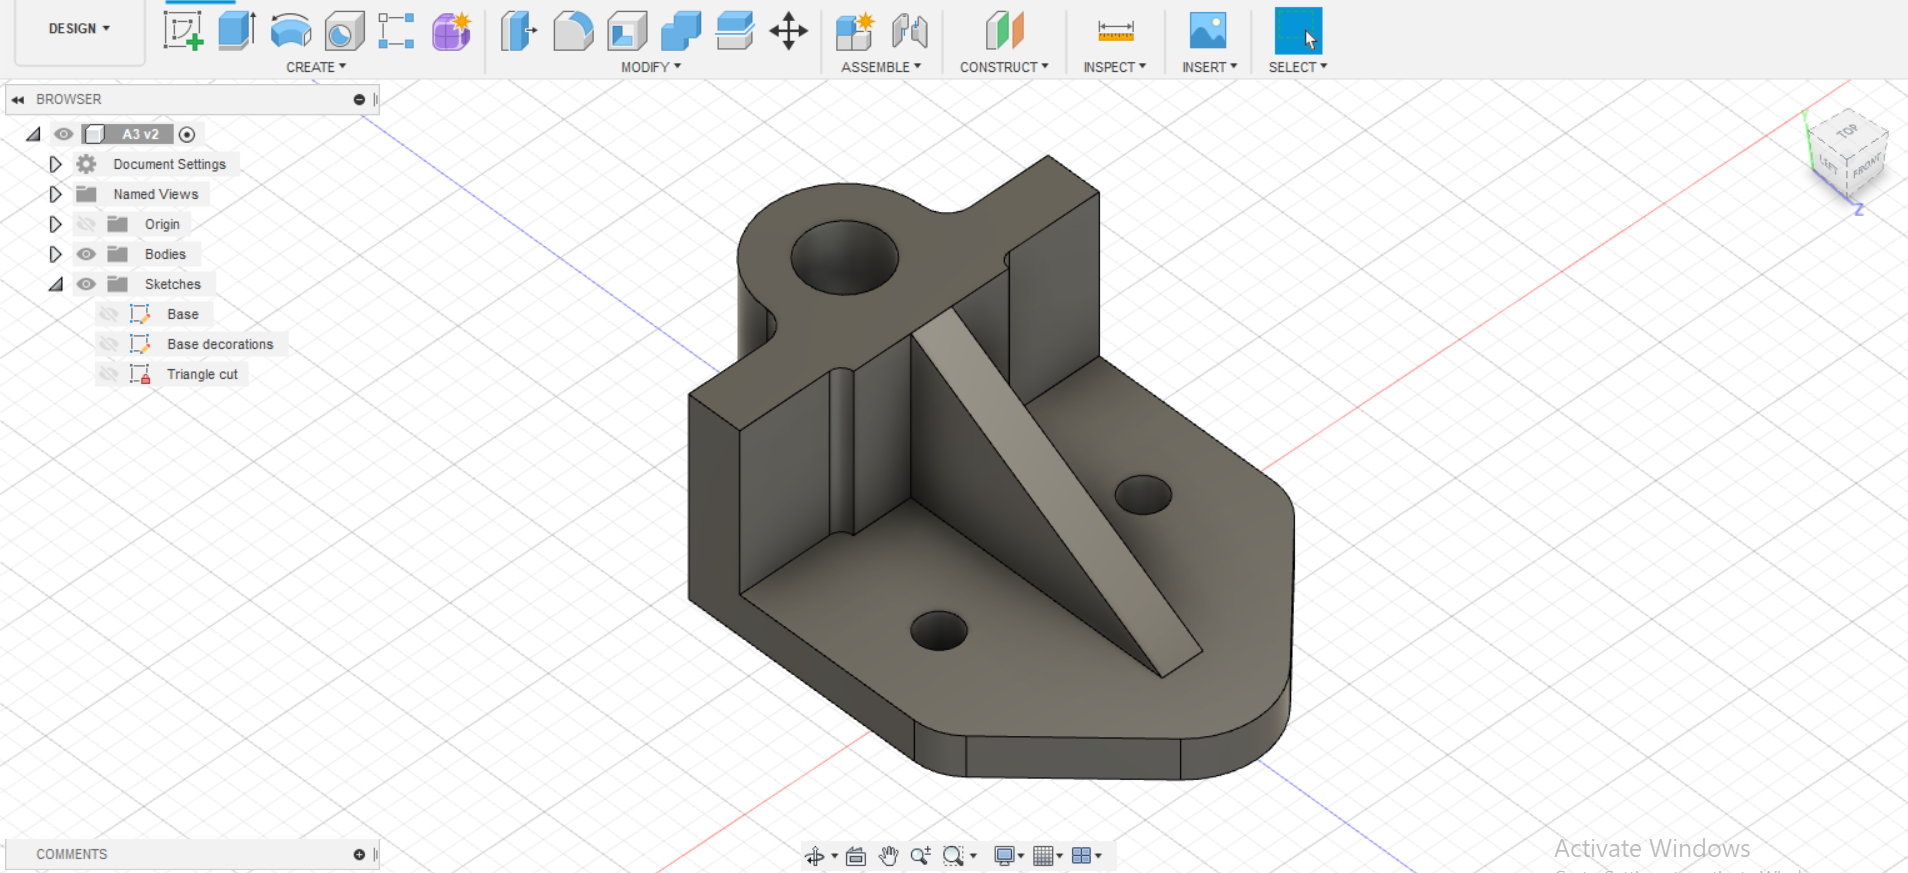 DESIGN
CREATE
MODIFY
ASSEMBLE
CONSTRUCT
INSPECT
INSERT
SELECT
BROWSER
A3 v2
Document Settings
Named Views
Origin
Bodies
Sketches
Base
Base decorations
Triangle cut
TOP
LEFT
FRONT
Y
Z
COMMENTS
Activate Windows